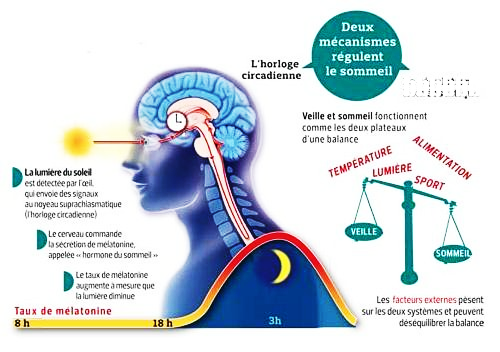 Deux
mécanismes
régulent
le sommeil
L'horloge
circadienne
Veille et sommeil fonctionnent
comme les deux plateaux
d'une balance
TEMPÉRATURE
LUMIÈRE
ALIMENTATION
SPORT
VEILLE
SOMMEIL
Les facteurs externes pèsent
sur les deux systèmes et peuvent
déséquilibrer la balance
La lumière du soleil
est détectée par l'œil,
qui envoie des signaux
au noyau suprachiasmatique
(l'horloge circadienne)
Le cerveau commande
la sécrétion de mélatonine,
appelée « hormone du sommeil »
Le taux de mélatonine
augmente à mesure que
la lumière diminue
Taux de mélatonine
8 h
18 h
3h